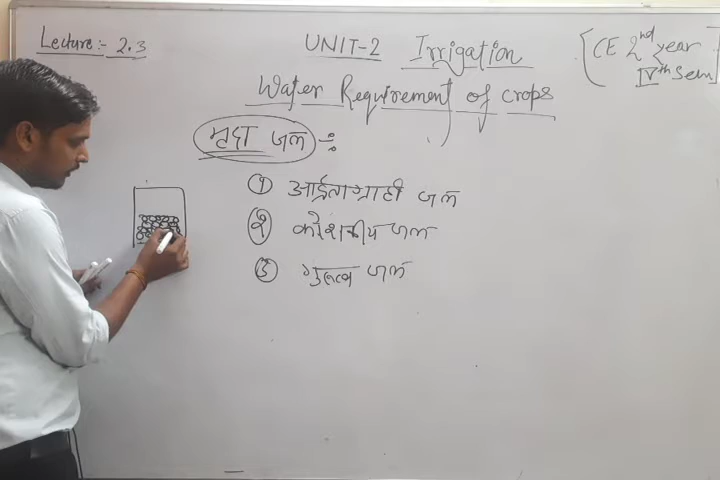 Lecture:- 2.3
UNIT-2 Irrigation
(CE 2nd year
IVth Sem)
Water Requirement of crops
मृदा जल ÷
① आर्द्रताग्राही जल
② कोशकीय जल
③ गुरुत्व जल